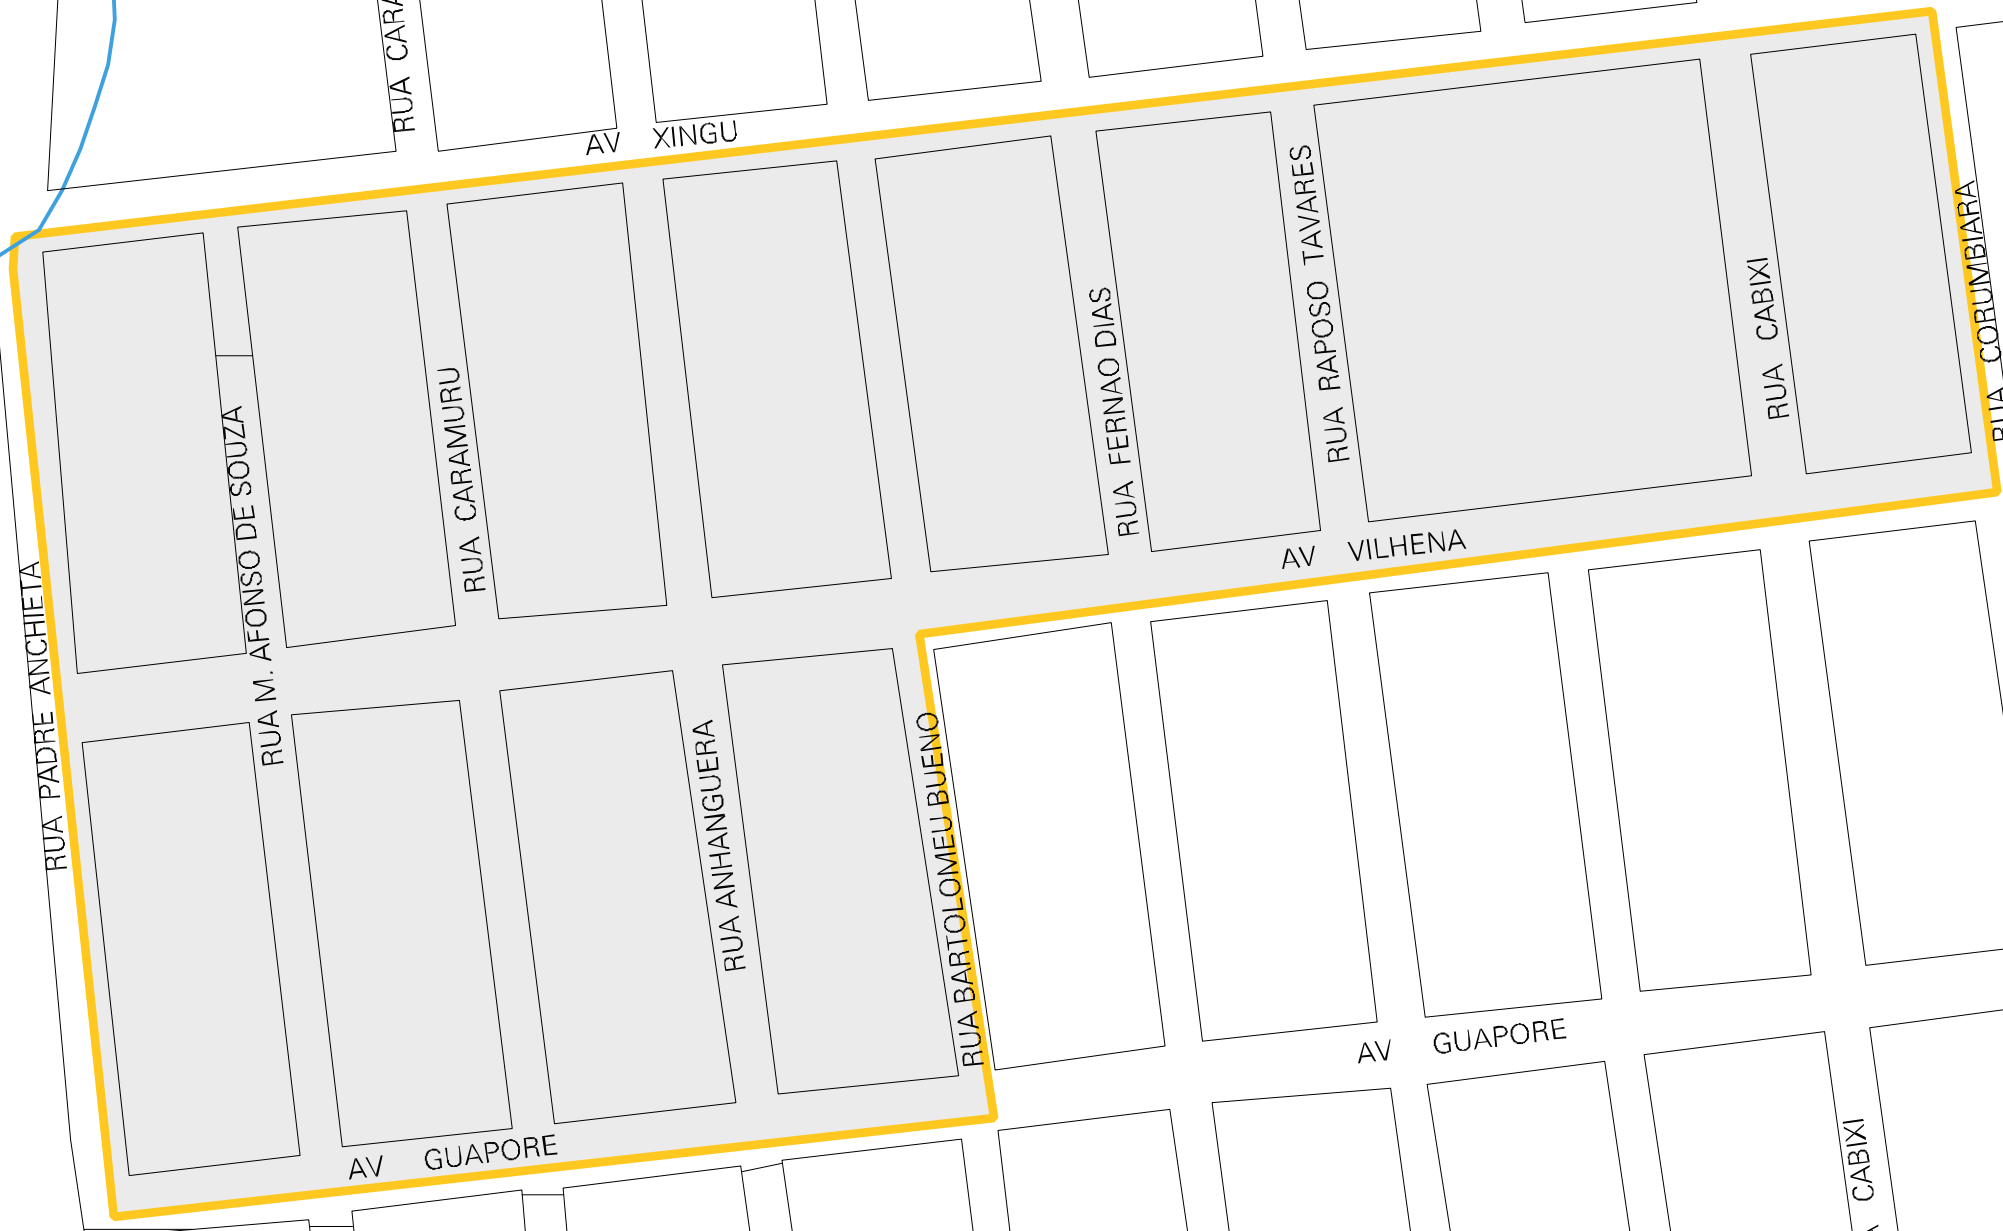 RUA CARA
AV XINGU
RUA RAPOSO TAVARES
RUA CORUMBIARA
RUA CABIXI
RUA FERNAO DIAS
RUA CARAMURU
RUA M. AFONSO DE SOUZA
AV VILHENA
RUA PADRE ANCHIETA
RUA ANHANGUERA
RUA BARTOLOMEU BUENO
AV GUAPORE
AV GUAPORE
CABIXI